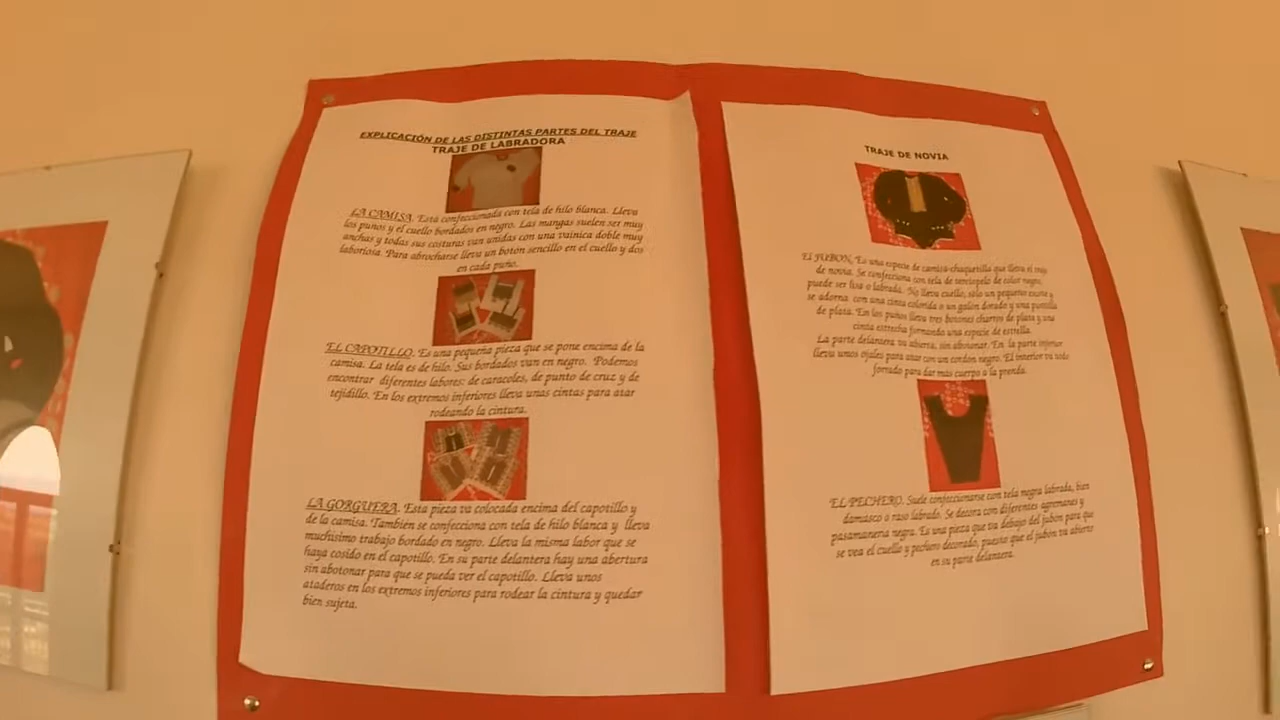 EXPLICACIÓN DE LAS DISTINTAS PARTES DEL TRAJE
TRAJE DE LABRADORA
LA CAMISA. Está confeccionada con tela de hilo blanca. Lleva
los puños y el cuello bordados en negro. Las mangas suelen ser muy
anchas y todas sus costuras van unidas con una vainica doble muy
laboriosa. Para abrocharse lleva un botón sencillo en el cuello y dos
en cada puño.
EL CAPOTILLO. Es una pequeña pieza que se pone encima de la
camisa. La tela es de hilo. Sus bordados van en negro. Podemos
encontrar diferentes labores: de caracoles, de punto de cruz y de
tejidillo. En los extremos inferiores lleva unas cintas para atar
rodeando la cintura.
LA GORGUERA. Esta pieza va colocada encima del capotillo y
de la camisa. También se confecciona con tela de hilo blanca y lleva
muchísimo trabajo bordado en negro. Lleva la misma labor que se
haya cosido en el capotillo. En su parte delantera hay una abertura
sin abotonar para que se pueda ver el capotillo. Lleva unos
ataderos en los extremos inferiores para rodear la cintura y quedar
bien sujeta.
TRAJE DE NOVIA
EL JUBÓN. Es una especie de camisa-chaquetilla que lleva el traje
de novia. Se confecciona con tela de terciopelo de color negro,
puede ser lisa o labrada. No lleva cuello, sólo un pequeño escote y
se adorna con una cinta colorida o un galón dorado y una puntilla
de plata. En los puños lleva tres botones charros de plata y una
cinta estrecha formando una especie de estrella.
La parte delantera va abierta, sin abotonar. En la parte inferior
lleva unos ojales para atar con un cordón negro. El interior va todo
forrado para dar más cuerpo a la prenda.
EL PECHERO. Suele confeccionarse con tela negra labrada, bien
damasco o raso labrado. Se decora con diferentes agremanes y
pasamanería negra. Es una pieza que va debajo del jubón para que
se vea el cuello y pechero decorado, puesto que el jubón va abierto
en su parte delantera.